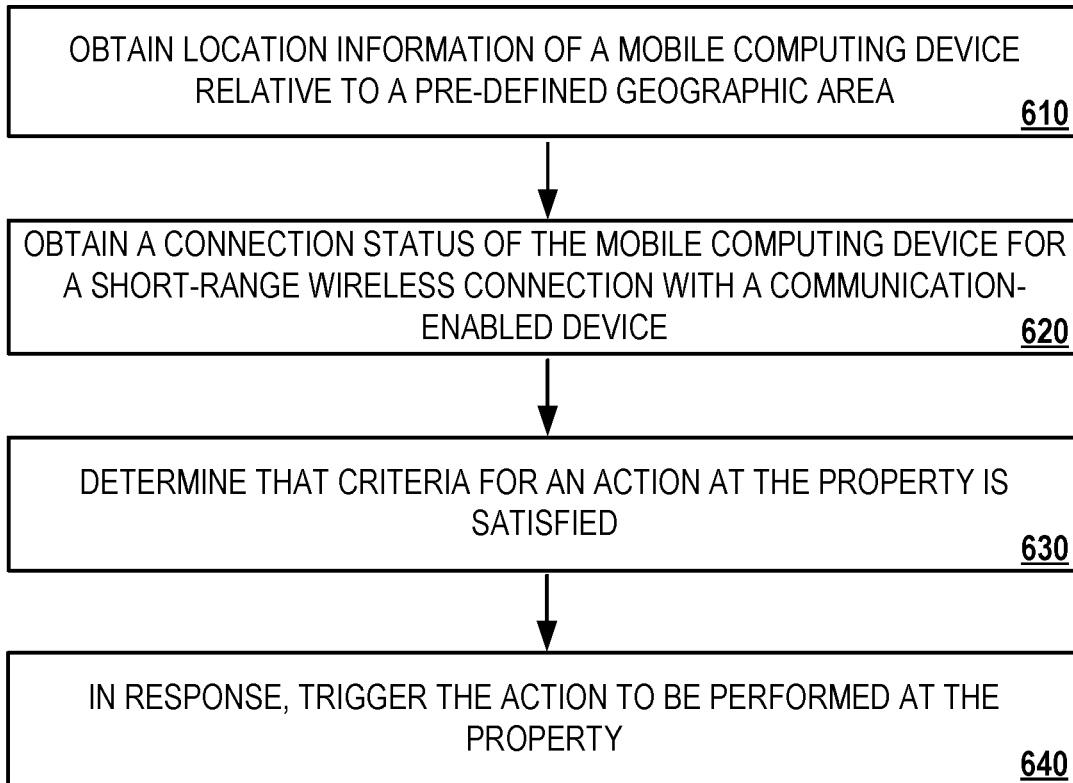 OBTAIN LOCATION INFORMATION OF A MOBILE COMPUTING DEVICE
RELATIVE TO A PRE-DEFINED GEOGRAPHIC AREA
610
OBTAIN A CONNECTION STATUS OF THE MOBILE COMPUTING DEVICE FOR
A SHORT-RANGE WIRELESS CONNECTION WITH A COMMUNICATION-
ENABLED DEVICE
620
DETERMINE THAT CRITERIA FOR AN ACTION AT THE PROPERTY IS
SATISFIED
630
IN RESPONSE, TRIGGER THE ACTION TO BE PERFORMED AT THE
PROPERTY
640